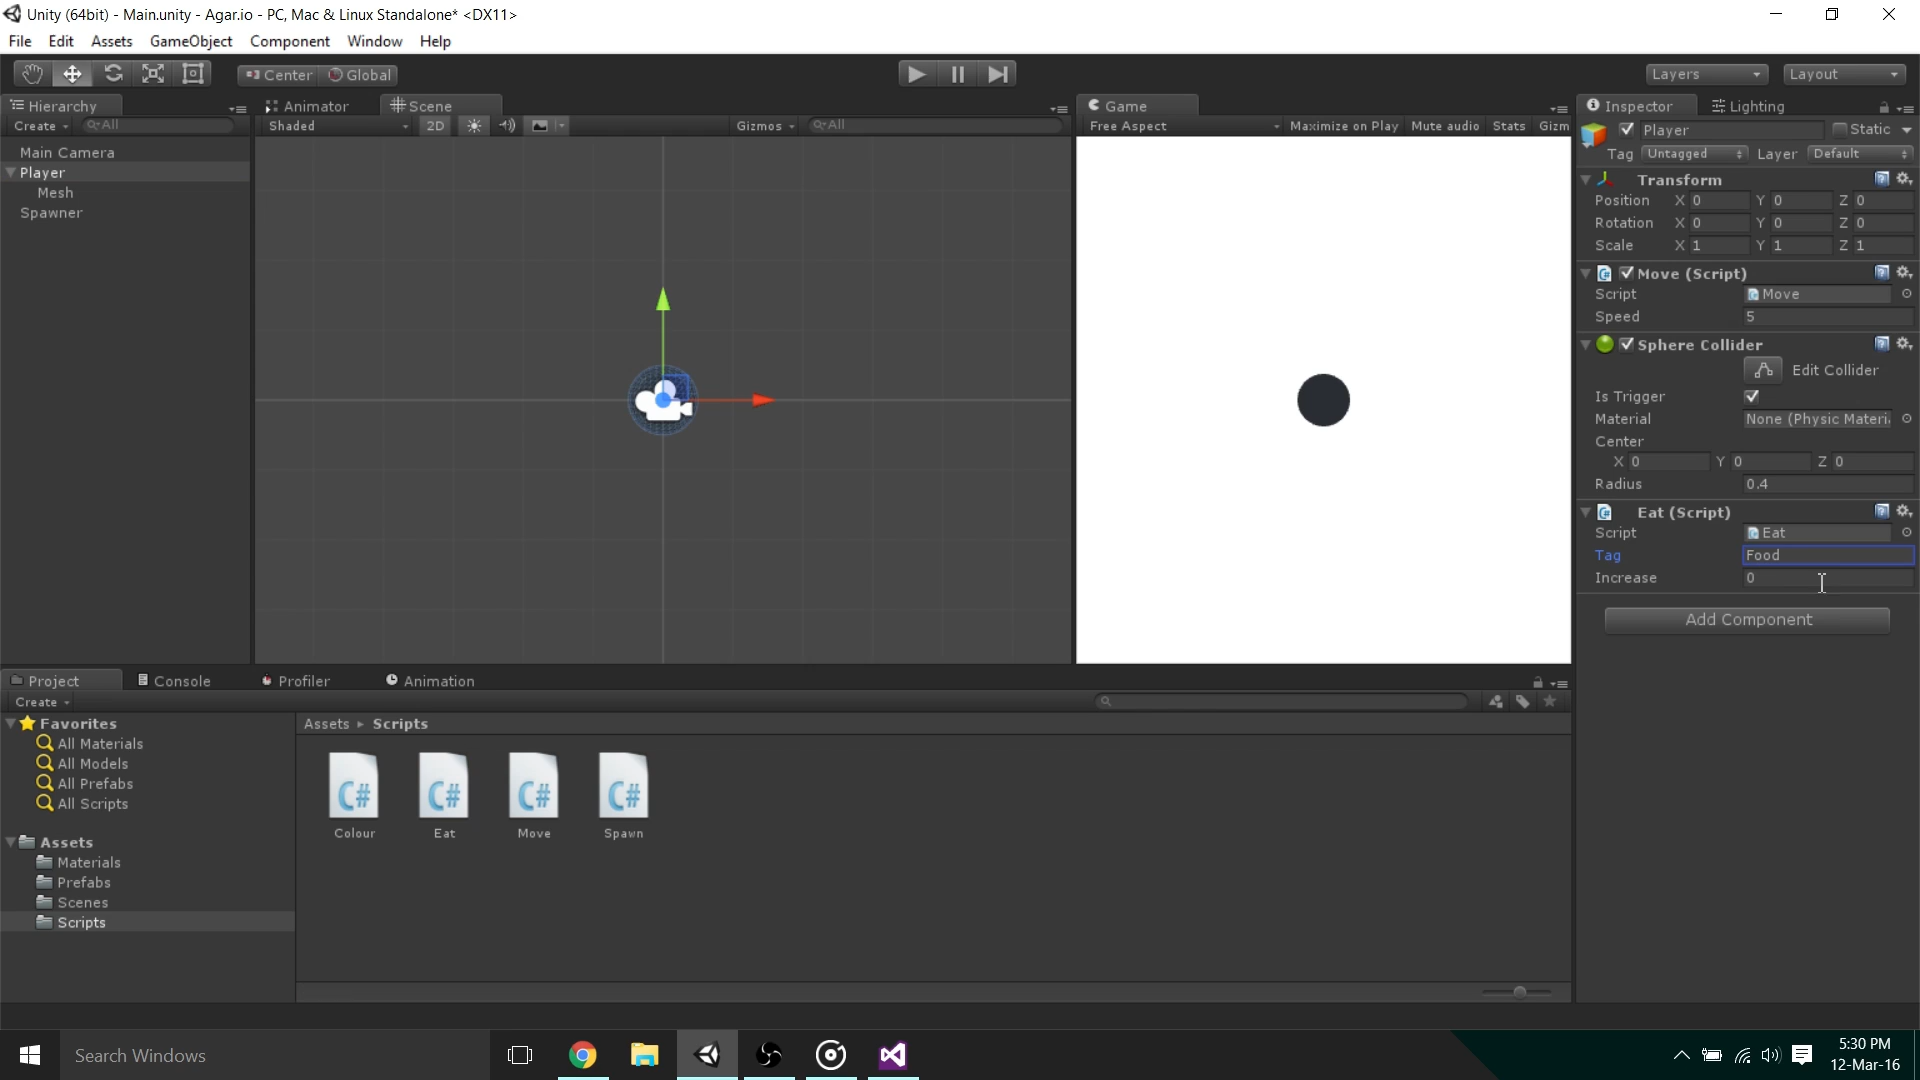 Unity (64bit) - Main.unity - Agar.io - PC, Mac & Linux Standalone* <DX11>
File Edit Assets GameObject Component Window Help
Center Global Layers Layout
Hierarchy Animator Scene Game Inspector Lighting
Create All Shaded 2D Gizmos All Free Aspect Maximize on Play Mute audio Stats Gizm
Main Camera
Player
Mesh
Spawner
Player Static
Tag Untagged Layer Default
Transform
Position X 0 Y 0 Z 0
Rotation X 0 Y 0 Z 0
Scale X 1 Y 1 Z 1
Move (Script)
Script Move
Speed 5
Sphere Collider
Edit Collider
Is Trigger
Material None (Physic Materi
Center
X 0 Y 0 Z 0
Radius 0.4
Eat (Script)
Script Eat
Tag Food
Increase 0
Add Component
Project Console Profiler Animation
Create
Favorites
All Materials
All Models
All Prefabs
All Scripts
Assets
Materials
Prefabs
Scenes
Scripts
Assets Scripts
C# C# C# C#
Colour Eat Move Spawn
Search Windows
5:30 PM
12-Mar-16